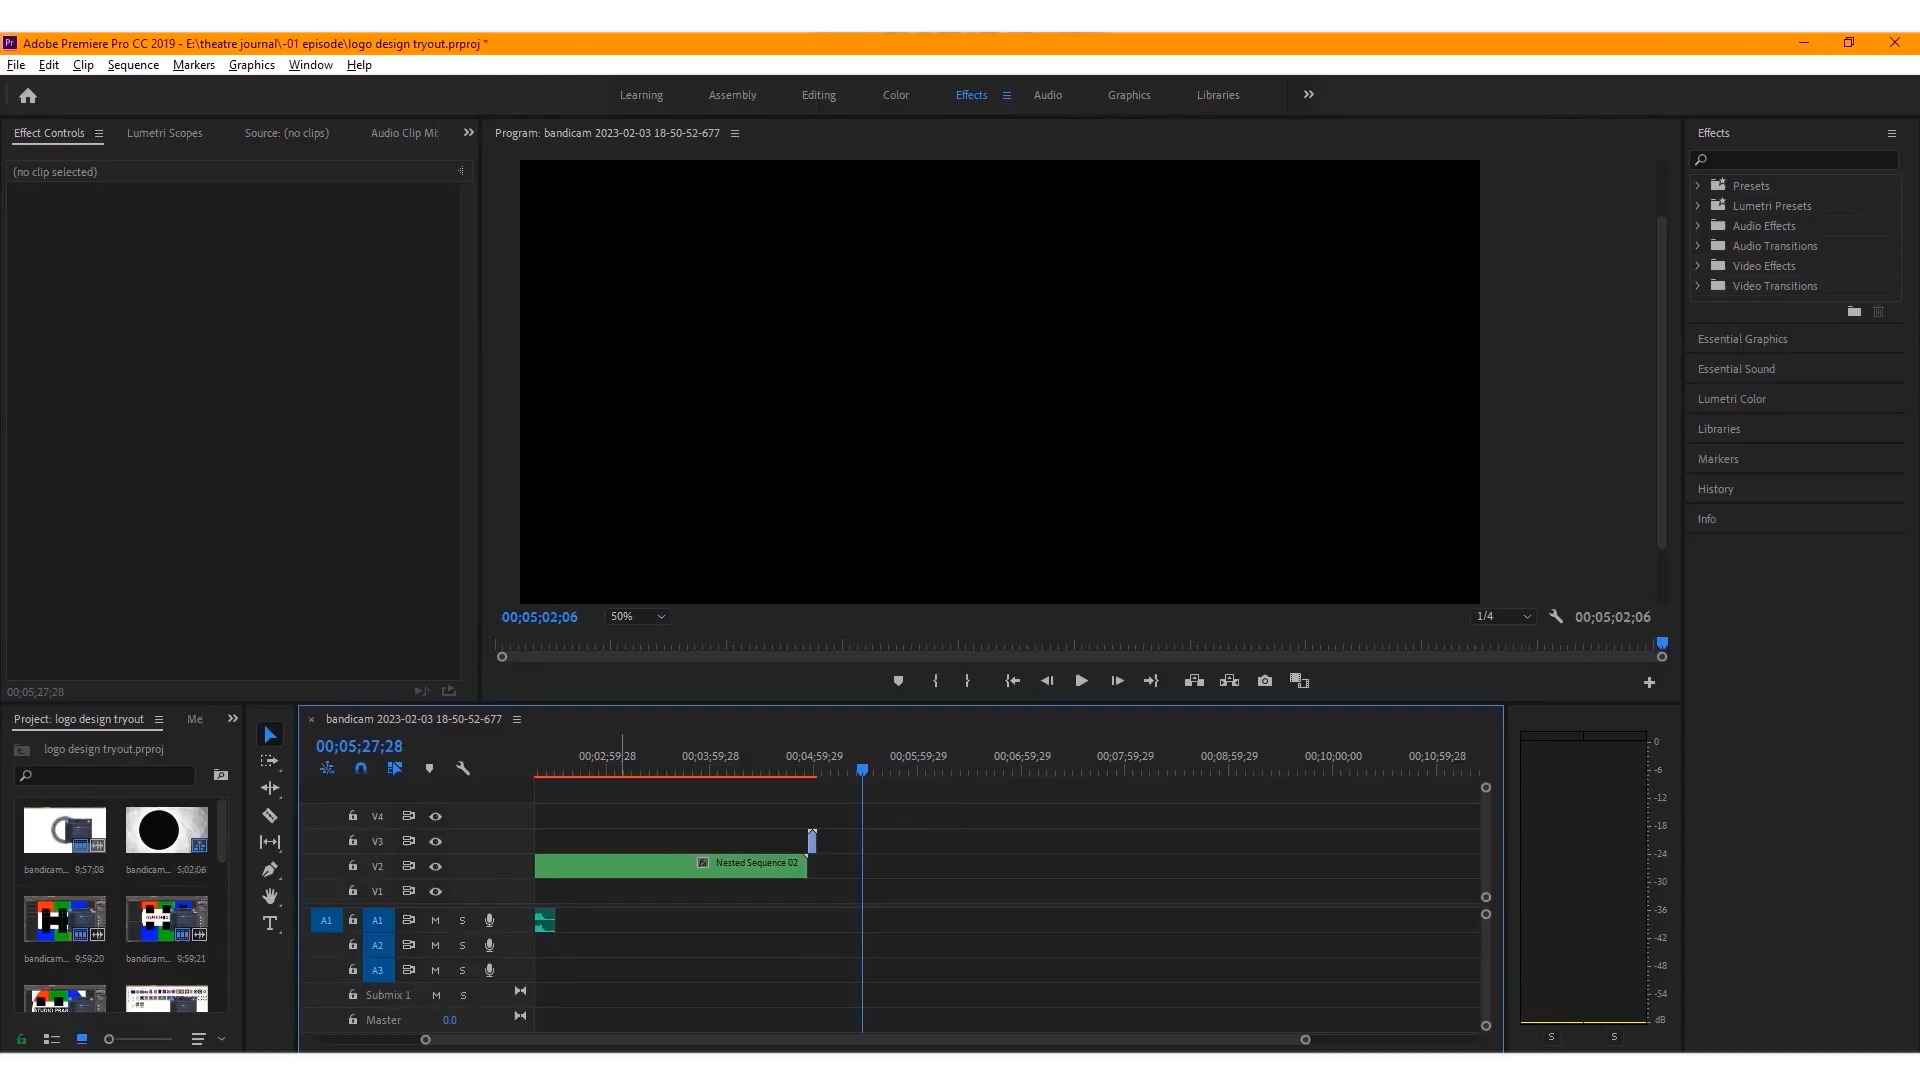 Pr Adobe Premiere Pro CC 2019 - E:\theatre journal\-01 episode\logo design tryout.prproj *
File Edit Clip Sequence Markers Graphics Window Help
Learning Assembly Editing Color Effects Audio Graphics Libraries
Effect Controls Lumetri Scopes Source: (no clips) Audio Clip Mi:
(no clip selected)
00;05;27;28
Program: bandicam 2023-02-03 18-50-52-677
00;05;02;06 50% 1/4 00;05;02;06
Effects
Presets
Lumetri Presets
Audio Effects
Audio Transitions
Video Effects
Video Transitions
Essential Graphics
Essential Sound
Lumetri Color
Libraries
Markers
History
Info
Project: logo design tryout Me
logo design tryout.prproj
bandicam... 9;57;08 bandicam... 5;02;06
bandicam... 9;59;20 bandicam... 9;59;21
bandicam 2023-02-03 18-50-52-677
00;05;27;28
00;02;59;28 00;03;59;28 00;04;59;29 00;05;59;29 00;06;59;29 00;07;59;29 00;08;59;29 00;10;00;00 00;10;59;28
V4
V3
V2 fx Nested Sequence 02
V1
A1 A1 M S
A2 M S
A3 M S
Submix 1 M S
Master 0.0
0
-6
-12
-18
-24
-30
-36
-42
-48
-54
dB
S S